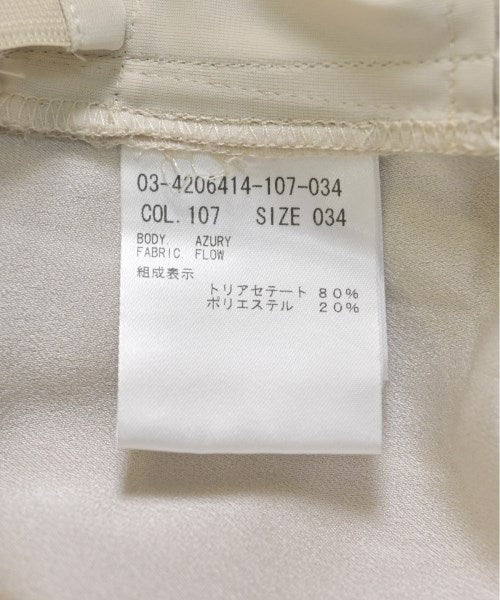 03-4206414-107-034
COL.107 SIZE 034
BODY AZURY
FABRIC FLOW
組成表示
トリアセテート 80%
ポリエステル 20%